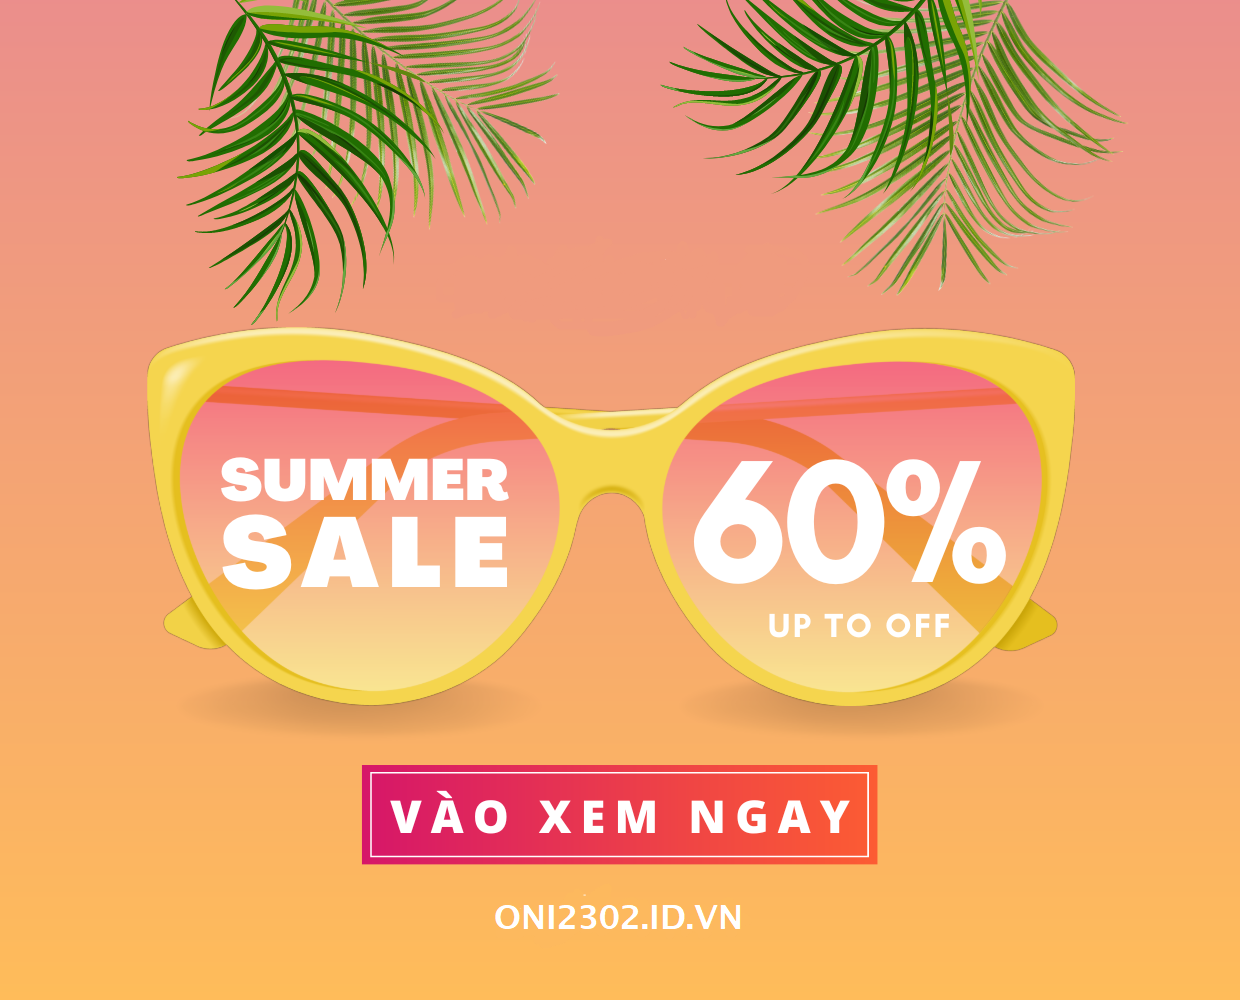 SUMMER
SALE
60%
UP TO OFF
VÀO XEM NGAY
ONI2302.ID.VN